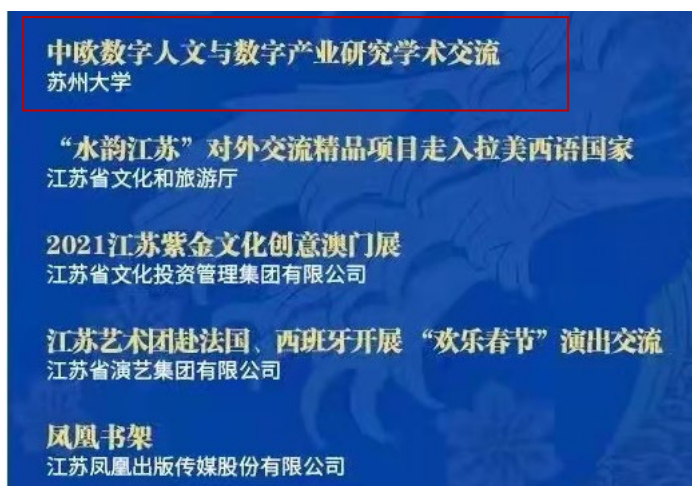 中欧数字人文与数字产业研究学术交流
苏州大学
“水韵江苏”对外交流精品项目走入拉美西语国家
江苏省文化和旅游厅
2021江苏紫金文化创意澳门展
江苏省文化投资管理集团有限公司
江苏艺术团赴法国、西班牙开展“欢乐春节”演出交流
江苏省演艺集团有限公司
凤凰书架
江苏凤凰出版传媒股份有限公司